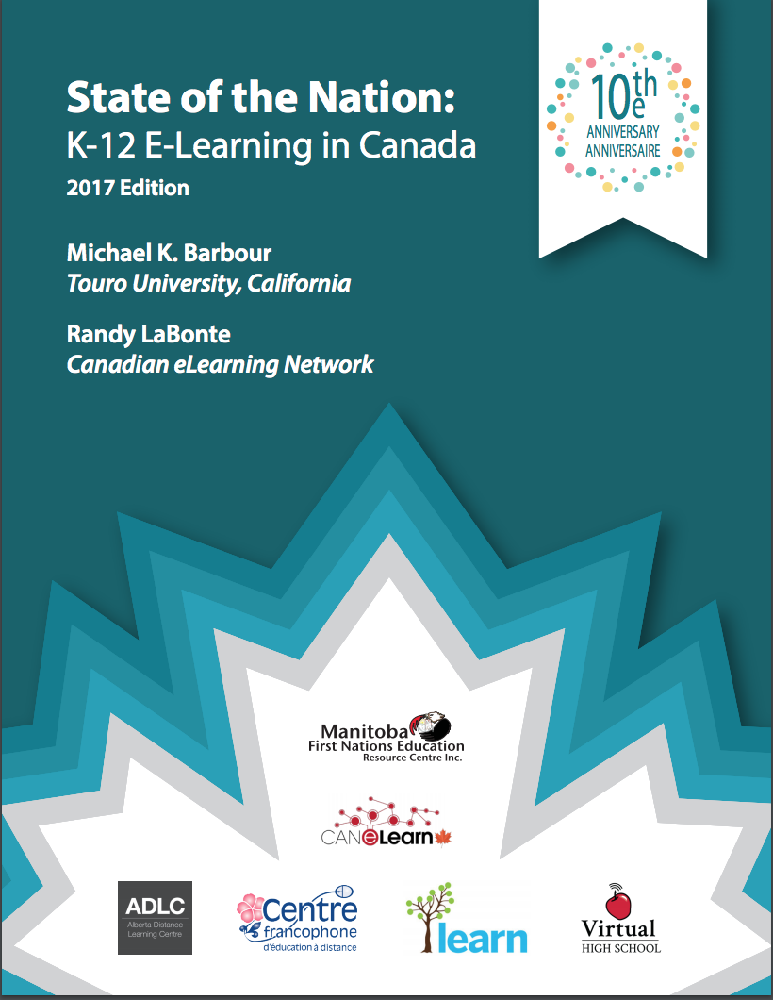 State of the Nation:
K-12 E-Learning in Canada
2017 Edition
10th
e
ANNIVERSARY
ANNIVERSAIRE
Michael K. Barbour
Touro University, California
Randy LaBonte
Canadian eLearning Network
Manitoba
First Nations Education
Resource Centre Inc.
CANeLearn
ADLC
Alberta Distance
Learning Centre
Centre
francophone
d'éducation à distance
learn
Virtual
HIGH SCHOOL